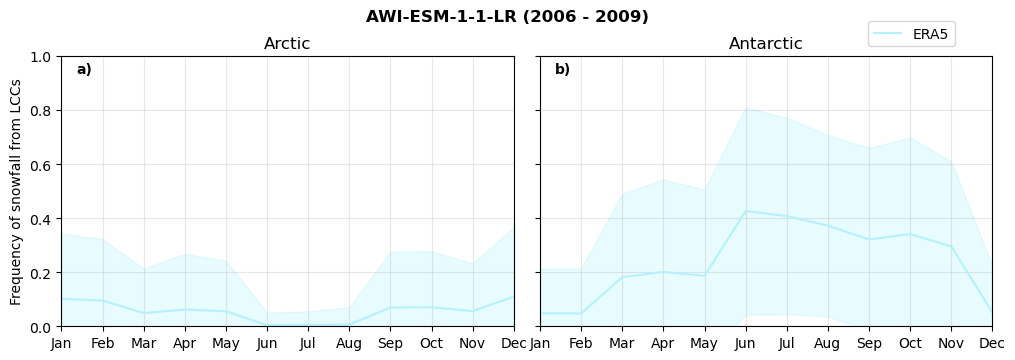 AWI-ESM-1-1-LR (2006 - 2009)
ERA5
Arctic
Antarctic
a)
b)
Frequency of snowfall from LCCs
1.0
0.8
0.6
0.4
0.2
0.0
Jan Feb Mar Apr May Jun Jul Aug Sep Oct Nov Dec
Jan Feb Mar Apr May Jun Jul Aug Sep Oct Nov Dec